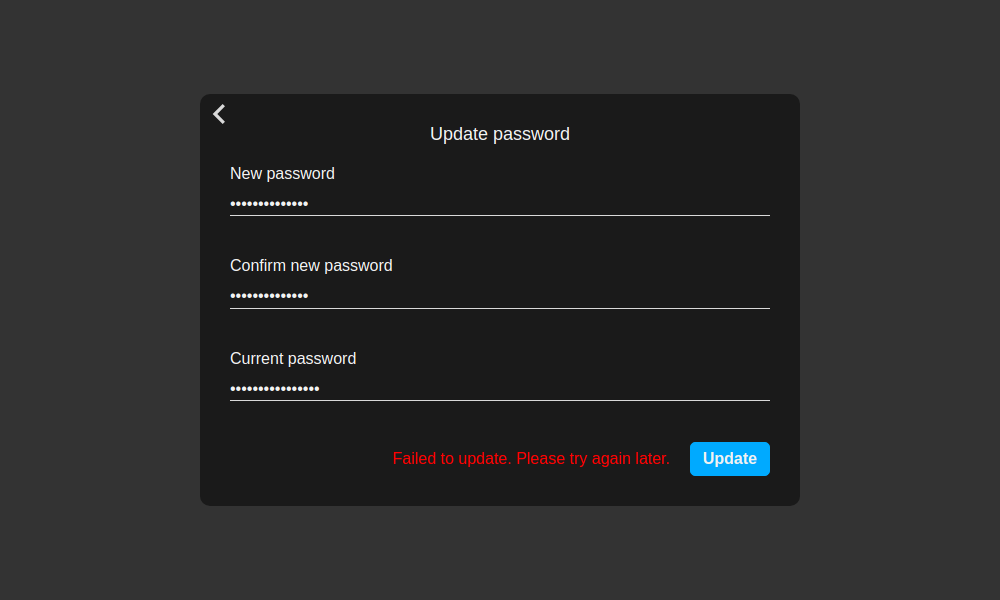 Update password
New password
••••••••••••••
Confirm new password
••••••••••••••
Current password
••••••••••••••••
Failed to update. Please try again later.
Update